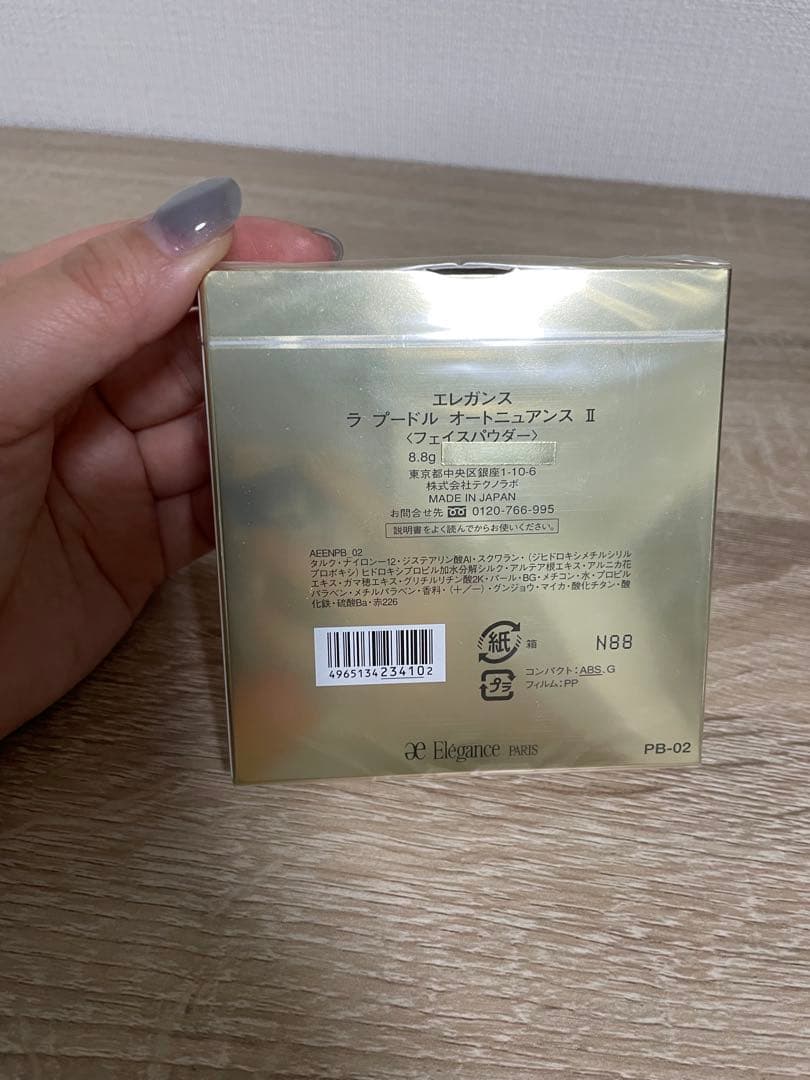 エレガンス
ラ プードル オートニュアンス Ⅱ
〈フェイスパウダー〉
8.8g
東京都中央区銀座1-10-6
株式会社テクノラボ
MADE IN JAPAN
お問合せ先 0120-766-995
説明書をよく読んでからお使いください。
AEENPB_02
タルク・ナイロン－12・ジステアリン酸Al・スクワラン・（ジヒドロキシメチルシリル
プロポキシ）ヒドロキシプロピル加水分解シルク・アルテア根エキス・アルニカ花
エキス・ガマ穂エキス・グリチルリチン酸2K・パール・BG・メチコン・水・プロピル
パラベン・メチルパラベン・香料・（＋／－）・グンジョウ・マイカ・酸化チタン・酸
化鉄・硫酸Ba・赤226
4965134234102
紙 箱
N88
プラ
コンパクト：ABS、G
フィルム：PP
æ Elégance PARIS
PB-02